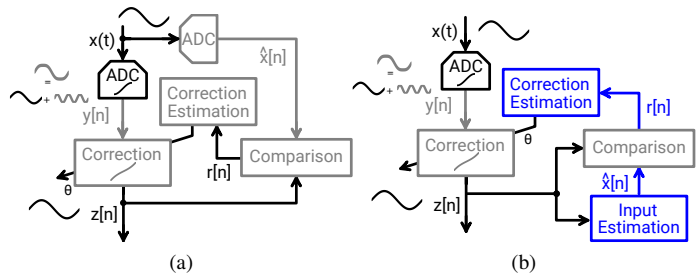 x(t)
ADC
x̂[n]
ADC
=
+
y[n]
Correction
Estimation
Correction
θ
r[n]
Comparison
z[n]
(a)
x(t)
ADC
=
+
y[n]
Correction
Estimation
r[n]
θ
Correction
Comparison
x̂[n]
z[n]
Input
Estimation
(b)